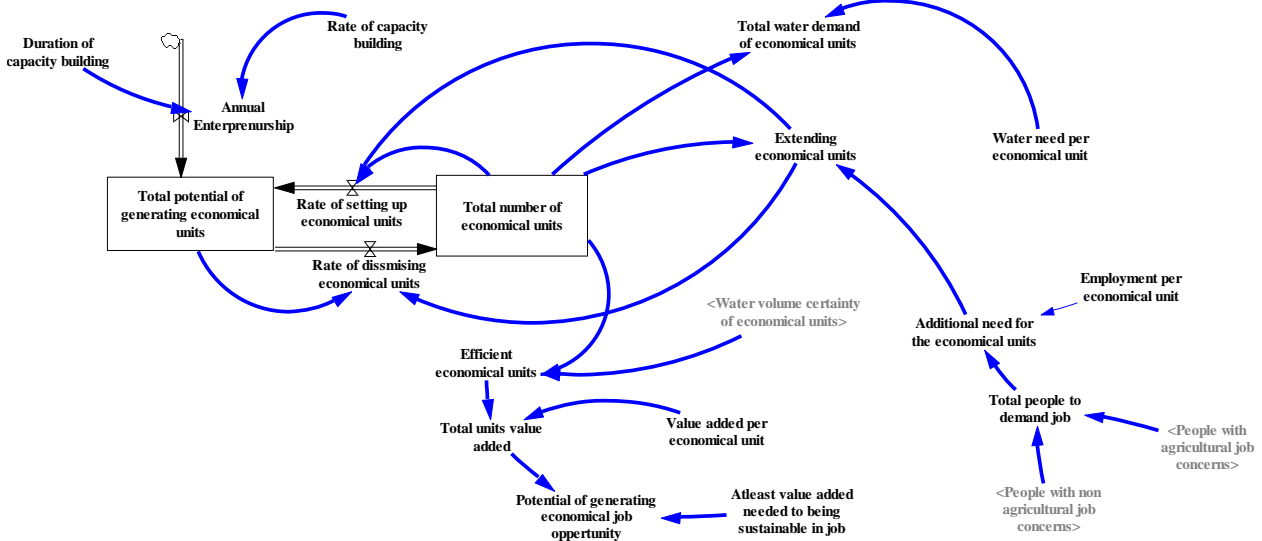 Duration of
capacity building
Rate of capacity
building
Annual
Enterprenurship
Total water demand
of economical units
Water need per
economical unit
Extending
economical units
Total potential of
generating economical
units
Rate of setting up
economical units
Total number of
economical units
Rate of dismising
economical units
<Water volume certainty
of economical units>
Employment per
economical unit
Additional need for
the economical units
Efficient
economical units
Total people to
demand job
Total units value
added
Value added per
economical unit
<People with
agricultural job
concerns>
<People with non
agricultural job
concerns>
Potential of generating
economical job
oppertunity
Atleast value added
needed to being
sustainable in job